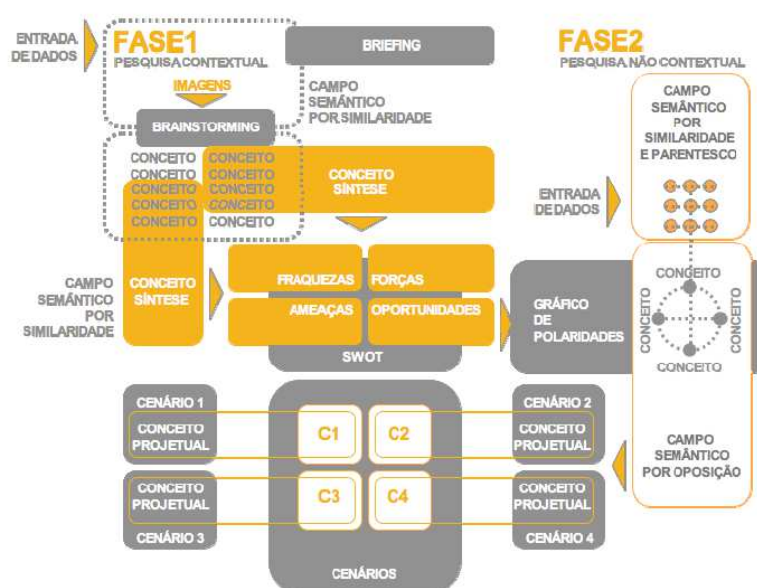 ENTRADA
DE DADOS
FASE1
PESQUISA CONTEXTUAL
BRIEFING
FASE2
PESQUISA NÃO CONTEXTUAL
IMAGENS
CAMPO
SEMÂNTICO
POR SIMILARIDADE
CAMPO
SEMÂNTICO
POR
SIMILARIDADE
E PARENTESCO
BRAINSTORMING
CONCEITO CONCEITO
CONCEITO CONCEITO
CONCEITO CONCEITO
CONCEITO CONCEITO
CONCEITO CONCEITO
CONCEITO
SÍNTESE
ENTRADA
DE DADOS
CAMPO
SEMÂNTICO
POR
SIMILARIDADE
CONCEITO
SÍNTESE
FRAQUEZAS
FORÇAS
AMEAÇAS
OPORTUNIDADES
SWOT
GRÁFICO
DE
POLARIDADES
CONCEITO
CONCEITO
CONCEITO
CONCEITO
CENÁRIO 1
CONCEITO
PROJETUAL
C1
C2
CENÁRIO 2
CONCEITO
PROJETUAL
CAMPO
SEMÂNTICO
POR OPOSIÇÃO
CONCEITO
PROJETUAL
CENÁRIO 3
C3
C4
CONCEITO
PROJETUAL
CENÁRIO 4
CENÁRIOS